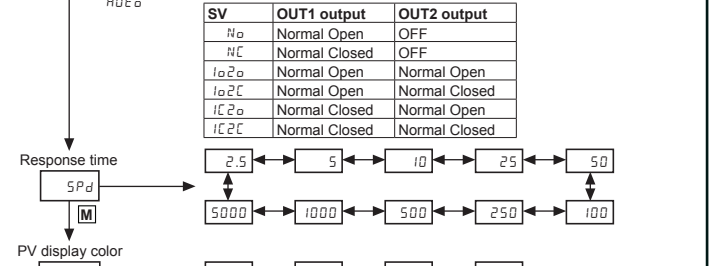 AUto
SV OUT1 output OUT2 output
No Normal Open OFF
NC Normal Closed OFF
1o2o Normal Open Normal Open
1o2C Normal Open Normal Closed
1C2o Normal Closed Normal Open
1C2C Normal Closed Normal Closed
Response time
SPd 2.5 5 10 25 50
5000 1000 500 250 100
M
PV display color